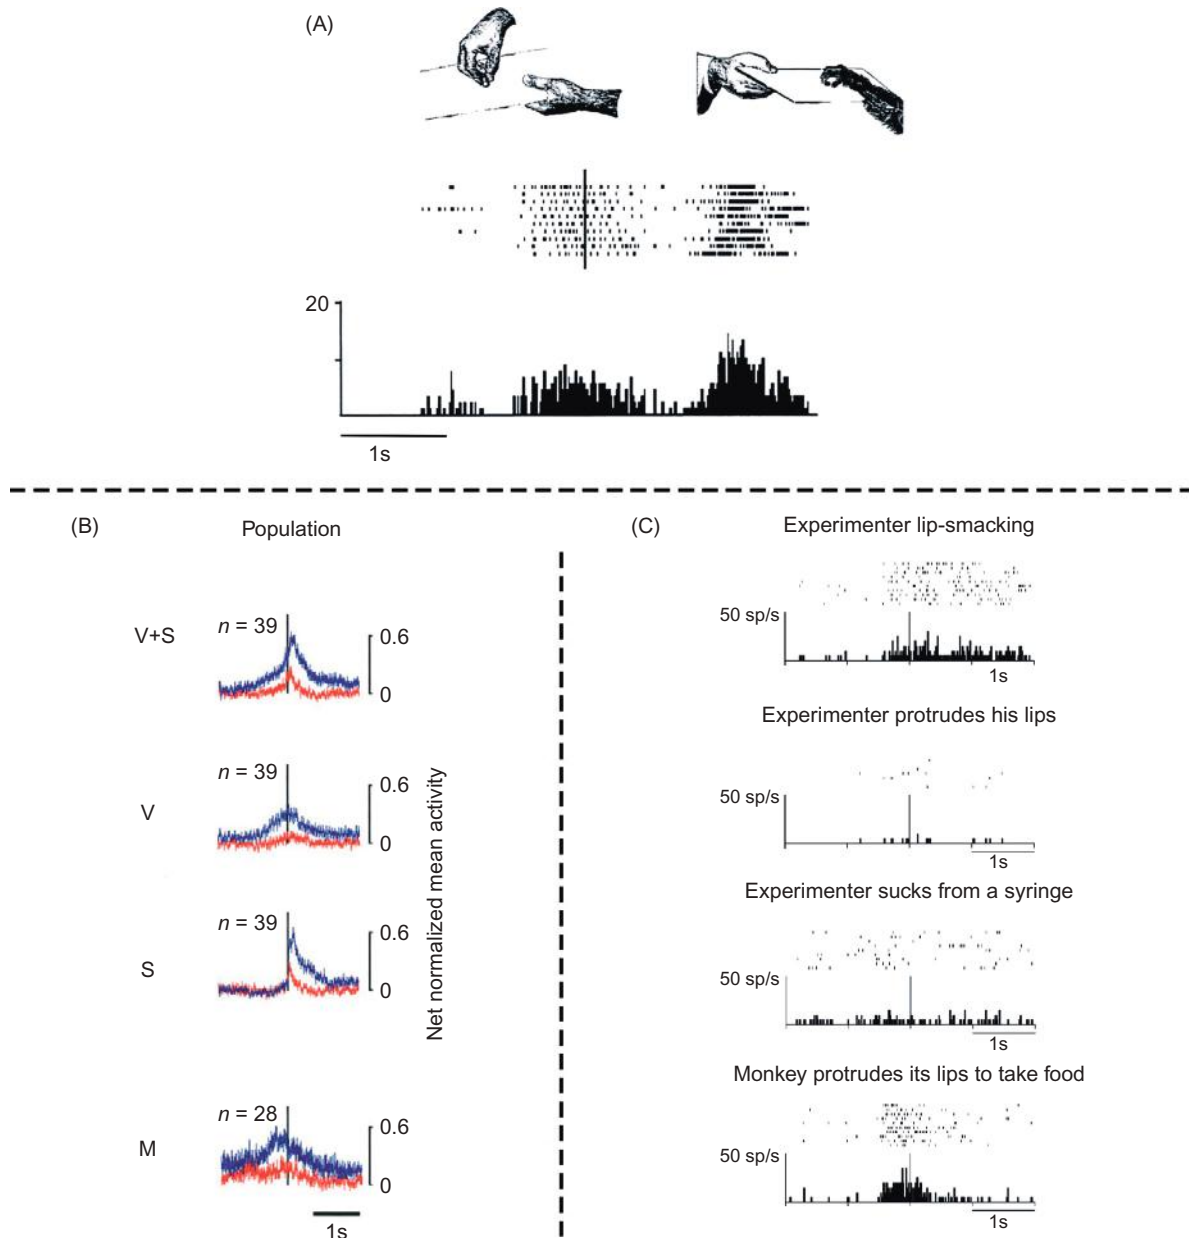 (A)
20
1s
(B)
Population
V+S
n = 39
0.6
0
V
n = 39
0.6
0
S
n = 39
0.6
0
M
n = 28
0.6
0
1s
Net normalized mean activity
(C)
Experimenter lip-smacking
50 sp/s
1s
Experimenter protrudes his lips
50 sp/s
1s
Experimenter sucks from a syringe
50 sp/s
1s
Monkey protrudes its lips to take food
50 sp/s
1s